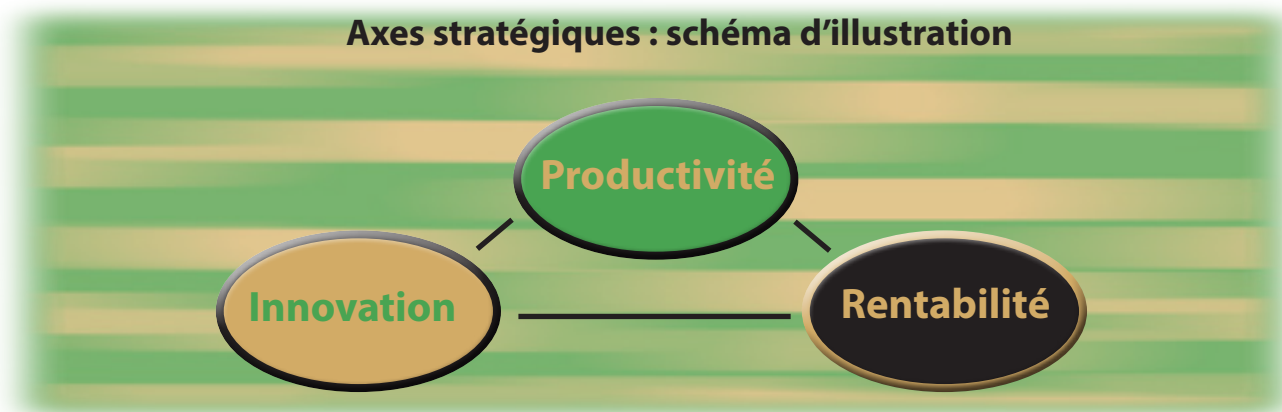 Axes stratégiques : schéma d’illustration
Productivité
Innovation
Rentabilité